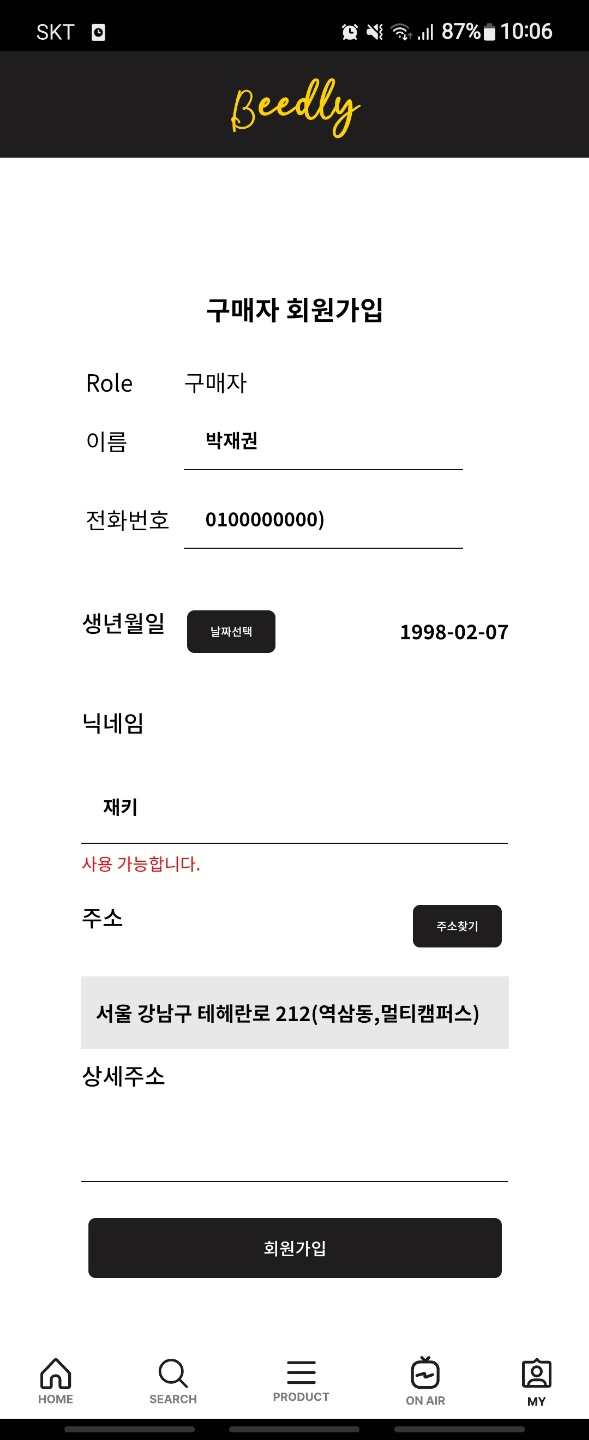 SKT 87% 10:06
Beedly
구매자 회원가입
Role 구매자
이름 박재권
전화번호 0100000000)
생년월일 날짜선택 1998-02-07
닉네임
재키
사용 가능합니다.
주소 주소찾기
서울 강남구 테헤란로 212(역삼동,멀티캠퍼스)
상세주소
회원가입
HOME SEARCH PRODUCT ON AIR MY